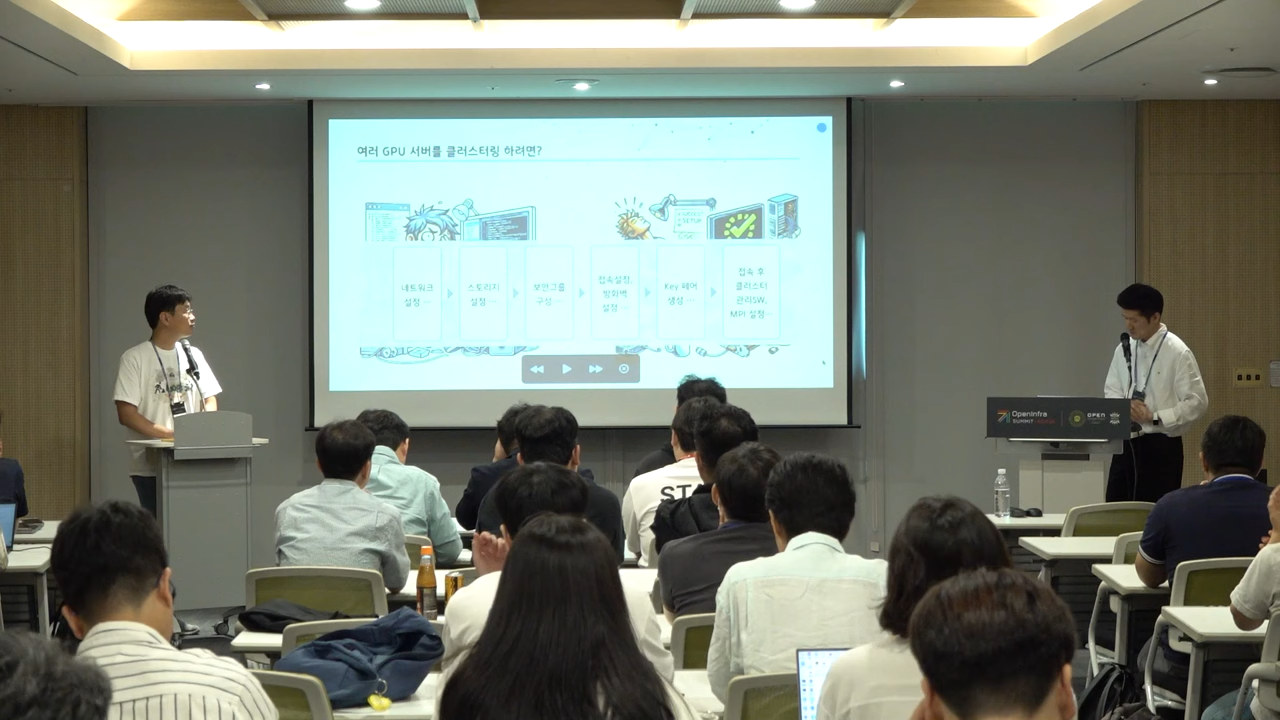 여러 GPU 서버를 클러스터링 하려면?
네트워크
설정…
스토리지
설정…
보안그룹
구성…
접속설정,
방화벽
설정…
Key 페어
생성…
접속 후
클러스터
관리SW,
MPI 설정…
OpenInfra
SUMMIT
OPEN
ST